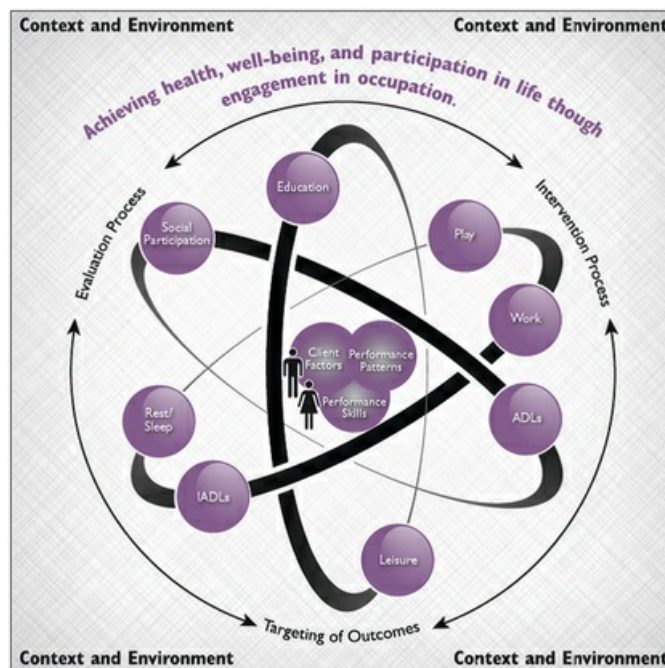 Context and Environment
Context and Environment
Achieving health, well-being, and participation in life though
engagement in occupation.
Education
Evaluation Process
Intervention Process
Social
Participation
Play
Work
Client
Factors
Performance
Patterns
Performance
Skills
Rest/
Sleep
ADLs
IADLs
Leisure
Targeting of Outcomes
Context and Environment
Context and Environment